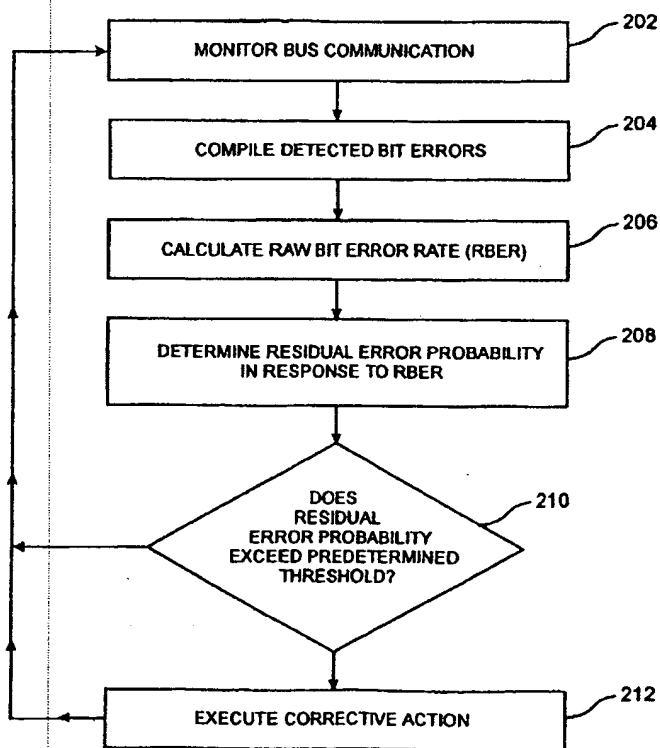 202
MONITOR BUS COMMUNICATION
204
COMPILE DETECTED BIT ERRORS
206
CALCULATE RAW BIT ERROR RATE (RBER)
208
DETERMINE RESIDUAL ERROR PROBABILITY
IN RESPONSE TO RBER
210
DOES
RESIDUAL
ERROR PROBABILITY
EXCEED PREDETERMINED
THRESHOLD?
212
EXECUTE CORRECTIVE ACTION